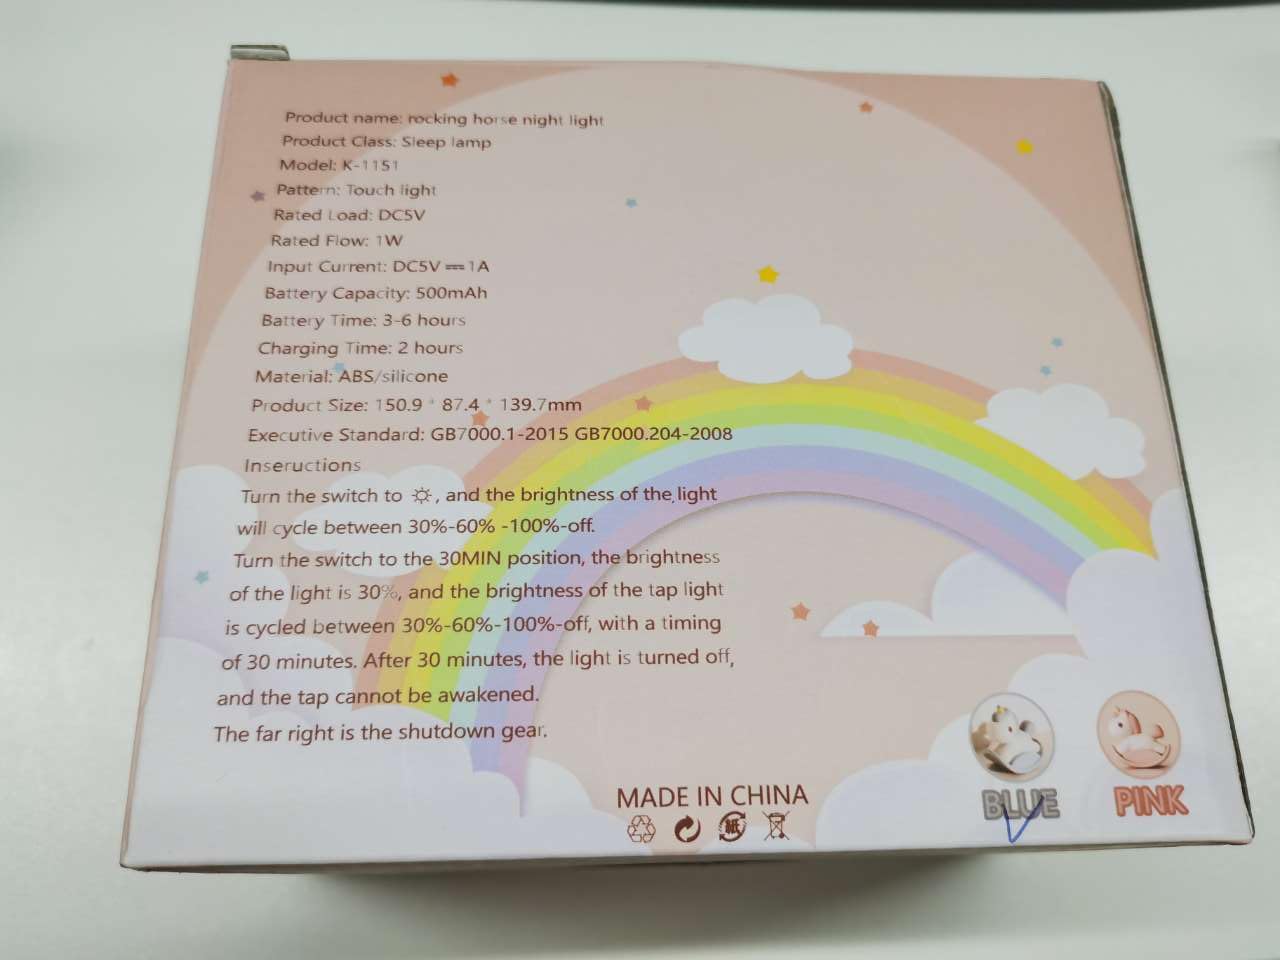 Product name: rocking horse night light
Product Class: Sleep lamp
Model: K-1151
Pattern: Touch light
Rated Load: DC5V
Rated Flow: 1W
Input Current: DC5V⎓1A
Battery Capacity: 500mAh
Battery Time: 3-6 hours
Charging Time: 2 hours
Material: ABS/silicone
Product Size: 150.9 * 87.4 * 139.7mm
Executive Standard: GB7000.1-2015 GB7000.204-2008
Inseructions
Turn the switch to ☼, and the brightness of the light
will cycle between 30%-60% -100%-off.
Turn the switch to the 30MIN position, the brightness
of the light is 30%, and the brightness of the tap light
is cycled between 30%-60%-100%-off, with a timing
of 30 minutes. After 30 minutes, the light is turned off,
and the tap cannot be awakened.
The far right is the shutdown gear.
MADE IN CHINA
紙
BLUE
PINK